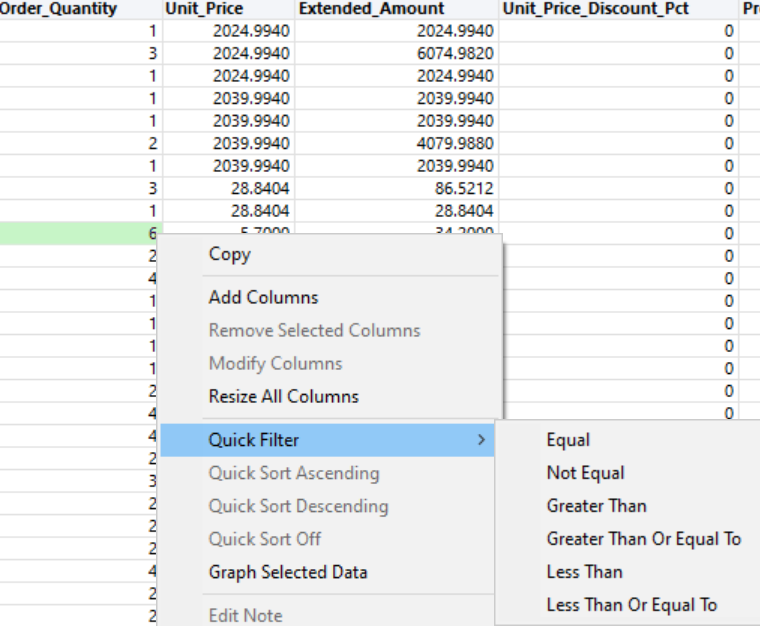 Order_Quantity Unit_Price Extended_Amount Unit_Price_Discount_Pct Pr
1 2024.9940 2024.9940 0
3 2024.9940 6074.9820 0
1 2024.9940 2024.9940 0
1 2039.9940 2039.9940 0
1 2039.9940 2039.9940 0
2 2039.9940 4079.9880 0
1 2039.9940 2039.9940 0
3 28.8404 86.5212 0
1 28.8404 28.8404 0
6 5.7000 34.2000 0
2 0
4 0
1 0
1 0
1 0
1 0
2 0
4 0
4
2
3
2
2
2
4
2
2
Copy
Add Columns
Remove Selected Columns
Modify Columns
Resize All Columns
Quick Filter >
Quick Sort Ascending
Quick Sort Descending
Quick Sort Off
Graph Selected Data
Edit Note
Equal
Not Equal
Greater Than
Greater Than Or Equal To
Less Than
Less Than Or Equal To